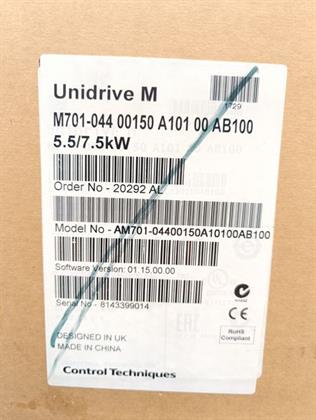 Unidrive M
1729
M701-044 00150 A101 00 AB100
5.5/7.5kW
Order No - 20292 AL
Model No - AM701-04400150A10100AB100
Software Version: 01.15.00.00
Serial No - 8143399014
RoHS
Compliant
DESIGNED IN UK
MADE IN CHINA
Control Techniques